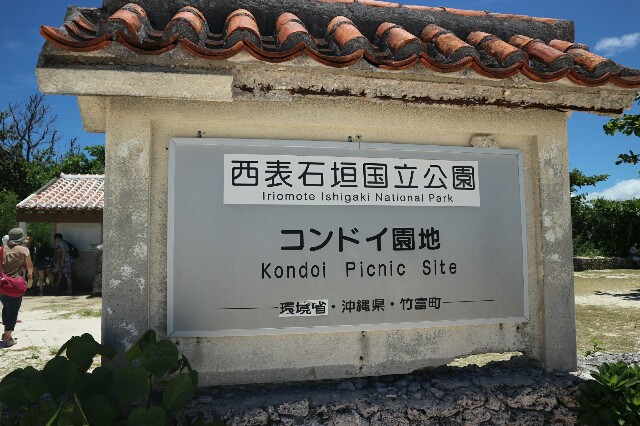 西表石垣国立公園
Iriomote Ishigaki National Park
コンドイ園地
Kondoi Picnic Site
環境省・沖縄県・竹富町